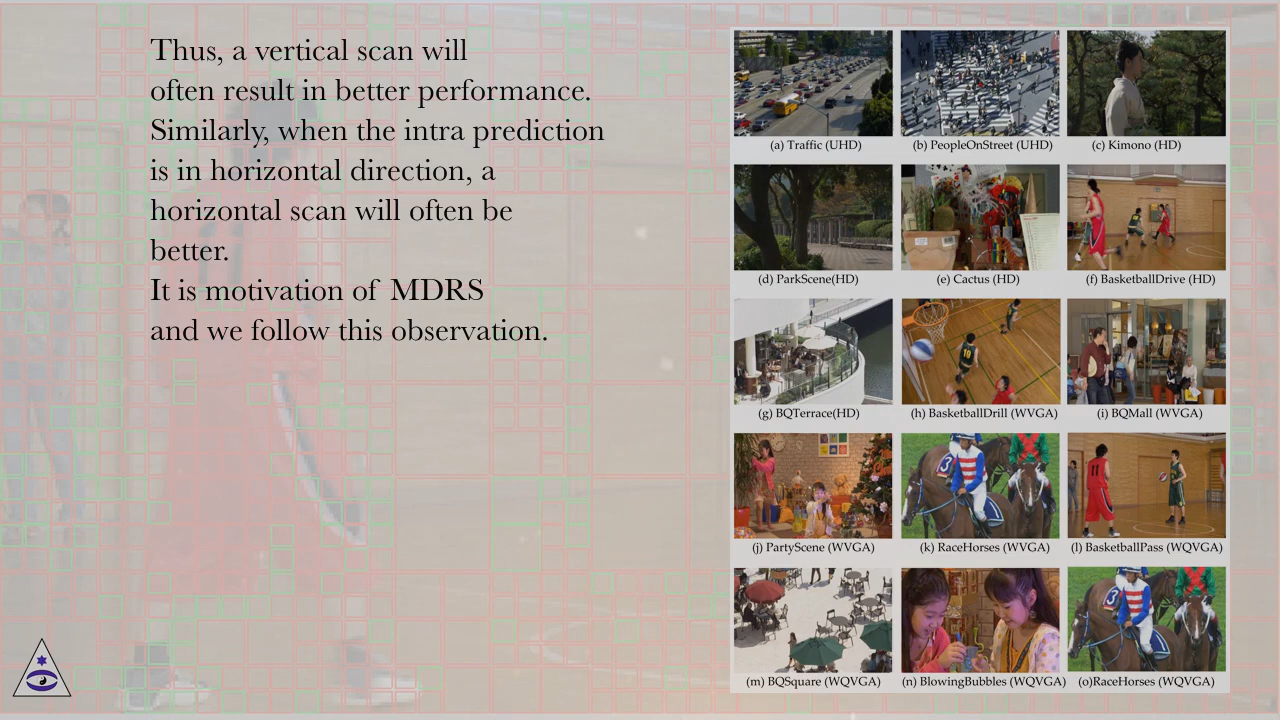 Thus, a vertical scan will
often result in better performance.
Similarly, when the intra prediction
is in horizontal direction, a
horizontal scan will often be
better.
It is motivation of MDRS
and we follow this observation.
(a) Traffic (UHD)
(b) PeopleOnStreet (UHD)
(c) Kimono (HD)
(d) ParkScene(HD)
(e) Cactus (HD)
(f) BasketballDrive (HD)
(g) BQTerrace(HD)
(h) BasketballDrill (WVGA)
(i) BQMall (WVGA)
(j) PartyScene (WVGA)
(k) RaceHorses (WVGA)
(l) BasketballPass (WQVGA)
(m) BQSquare (WQVGA)
(n) BlowingBubbles (WQVGA)
(o)RaceHorses (WQVGA)